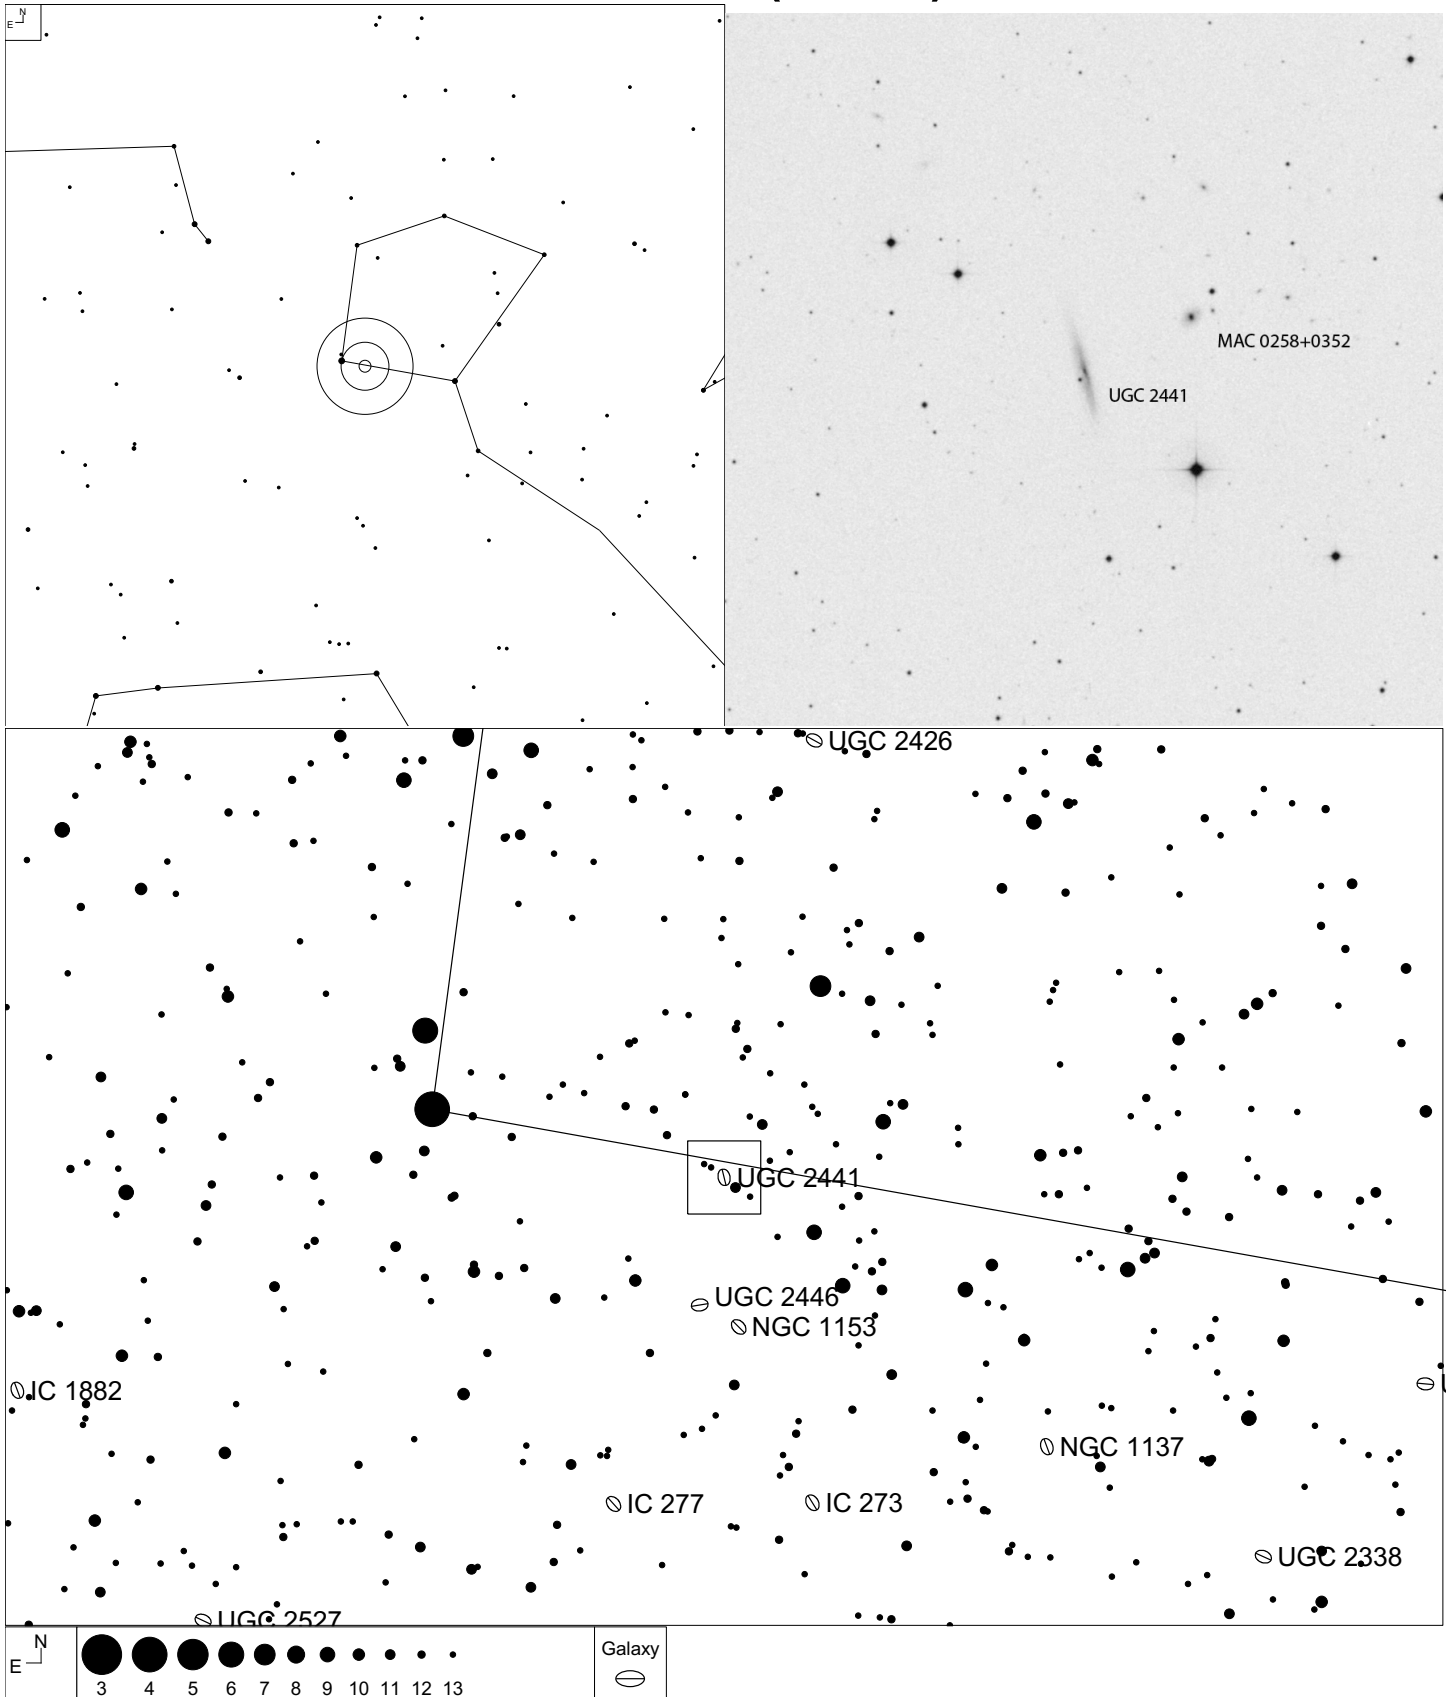 N
E
MAC 0258+0352
UGC 2441
UGC 2426
UGC 2441
UGC 2446
NGC 1153
IC 1882
NGC 1137
IC 277
IC 273
UGC 2338
UGC 2527
N
E
3 4 5 6 7 8 9 10 11 12 13
Galaxy